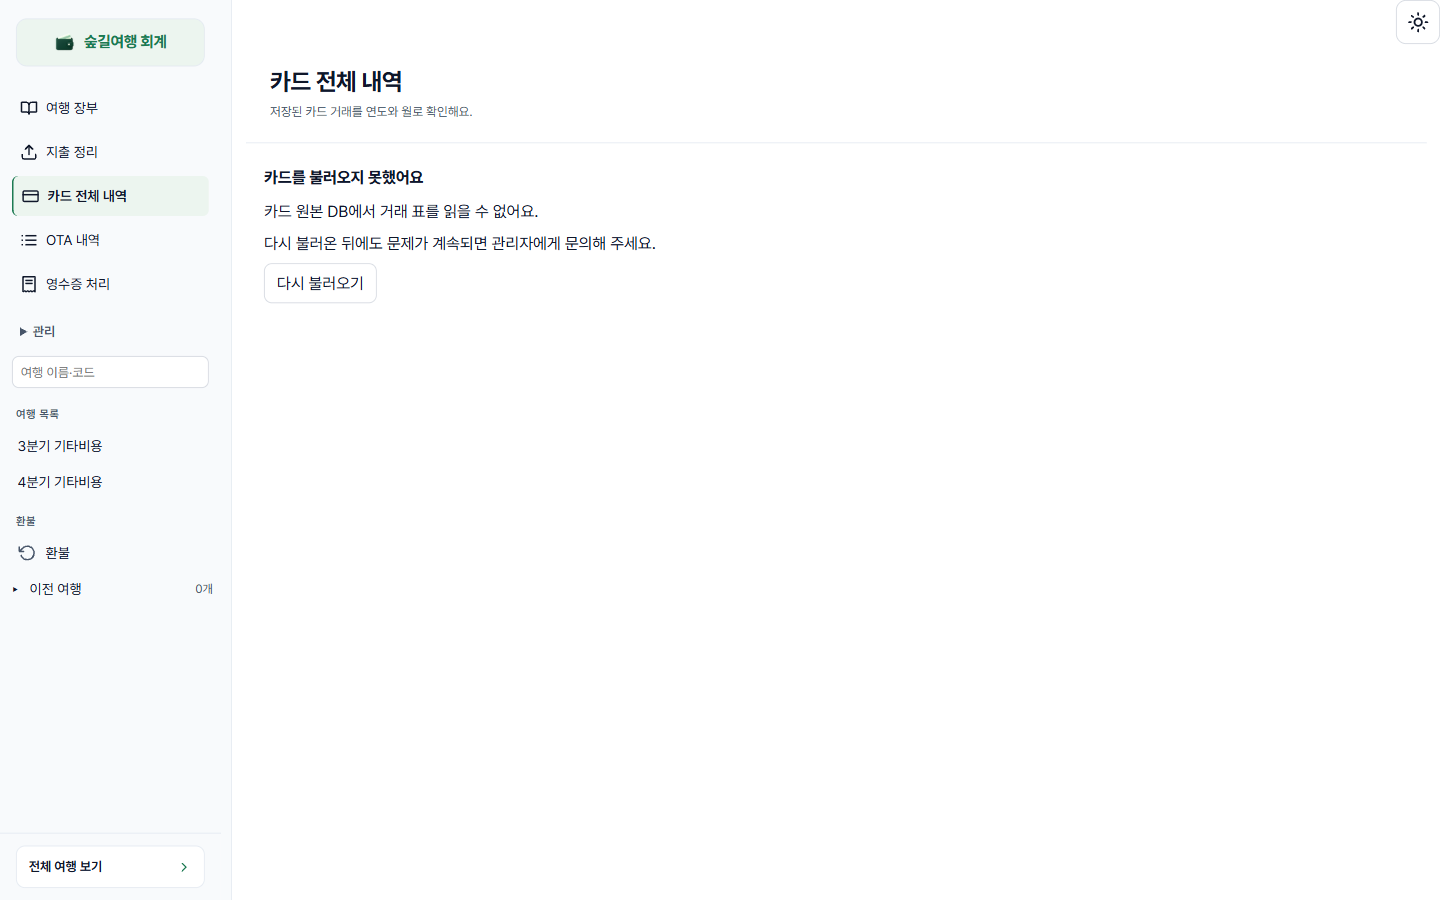 숲길여행 회계
여행 장부
지출 정리
카드 전체 내역
OTA 내역
영수증 처리
관리
여행 이름·코드
여행 목록
3분기 기타비용
4분기 기타비용
환불
환불
이전 여행 0개
전체 여행 보기
카드 전체 내역
저장된 카드 거래를 연도와 월로 확인해요.
카드를 불러오지 못했어요
카드 원본 DB에서 거래 표를 읽을 수 없어요.
다시 불러온 뒤에도 문제가 계속되면 관리자에게 문의해 주세요.
다시 불러오기